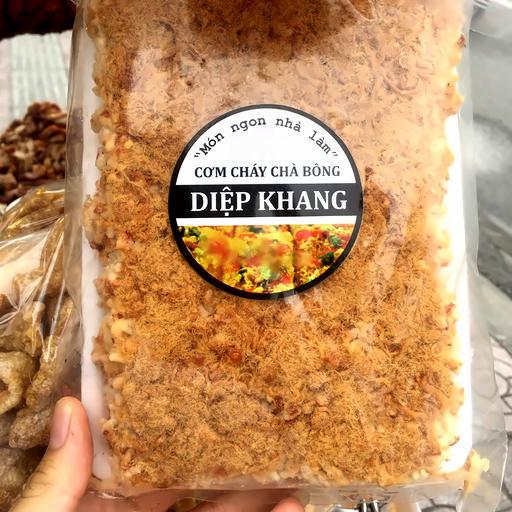 "Món ngon nhà làm"
CƠM CHÁY CHÀ BÔNG
DIỆP KHANG